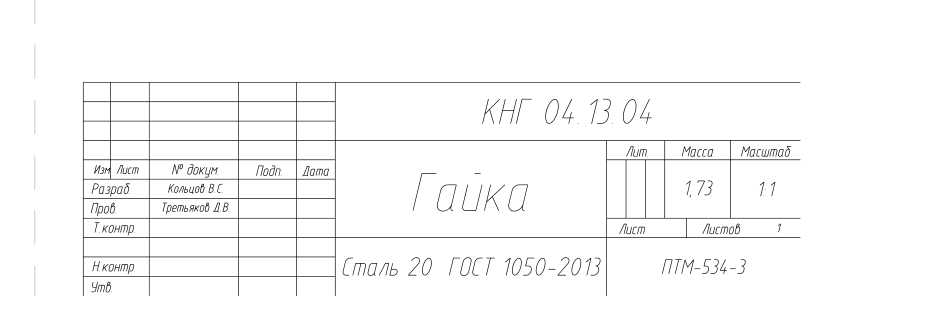 КНГ 04.13.04
Лит. Масса Масштаб
Изм Лист № докум. Подп. Дата
Гайка
1,73 1:1
Разраб Кольцов В.С.
Пров. Третьяков Д.В.
Т.контр.
Лист Листов 1
Н.контр.
Сталь 20 ГОСТ 1050-2013
ПТМ-534-3
Утв.